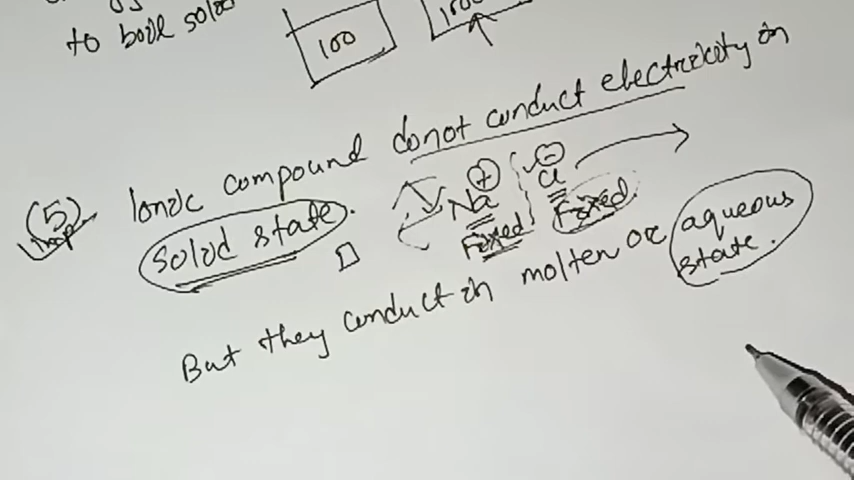 to boil solid
100
1000
(5) Ionic compound donot conduct electricity in
Imp
solid state.
Na +
Cl -
Fixed
Fixed
But they conduct in molten or aqueous
state.